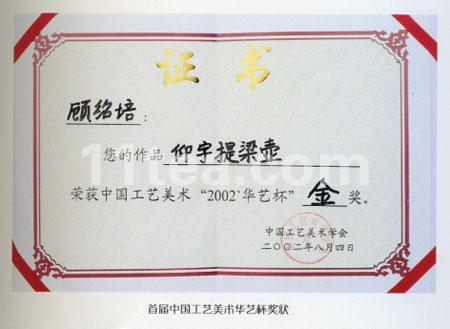 证书
顾绍培：
您的作品 仰宇提梁壶
荣获中国工艺美术“2002`华艺杯”金奖。
中国工艺美术学会
二〇〇二年八月四日
11tea.com
首届中国工艺美术华艺杯奖状